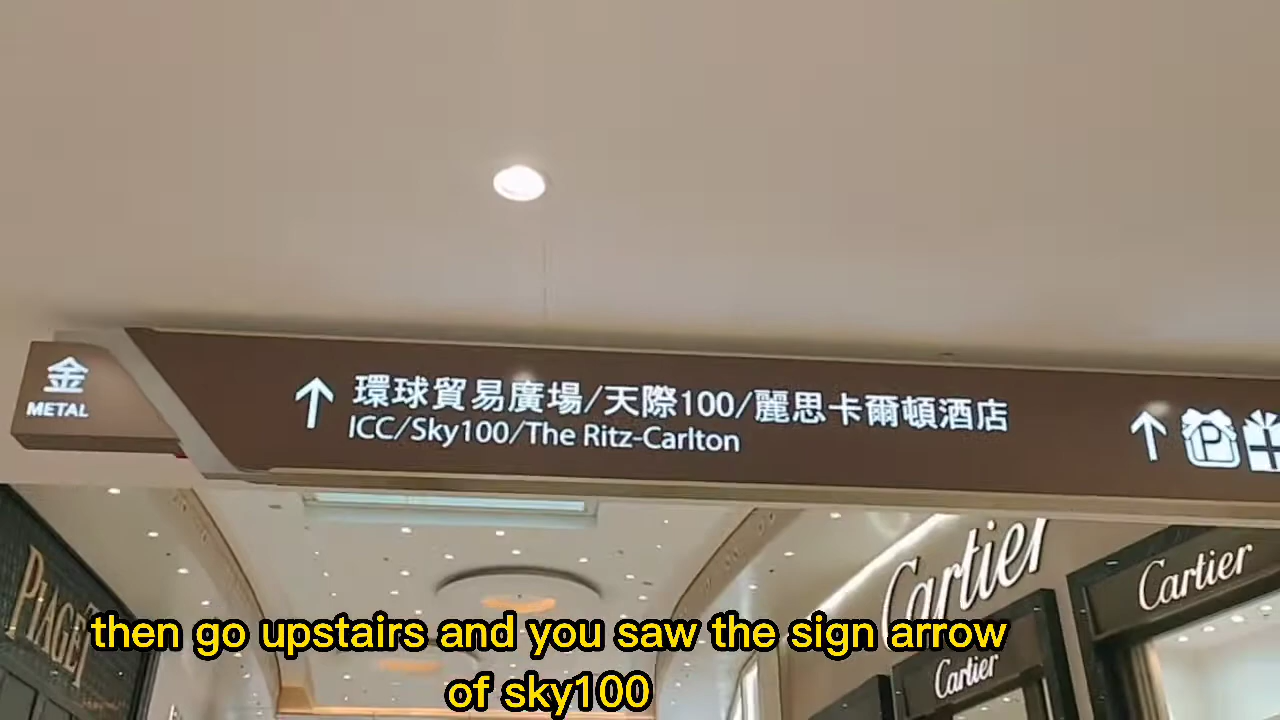 金
METAL
環球貿易廣場/天際100/麗思卡爾頓酒店
ICC/Sky100/The Ritz-Carlton
P
PIAGET
Cartier
Cartier
Cartier
then go upstairs and you saw the sign arrow
of sky100